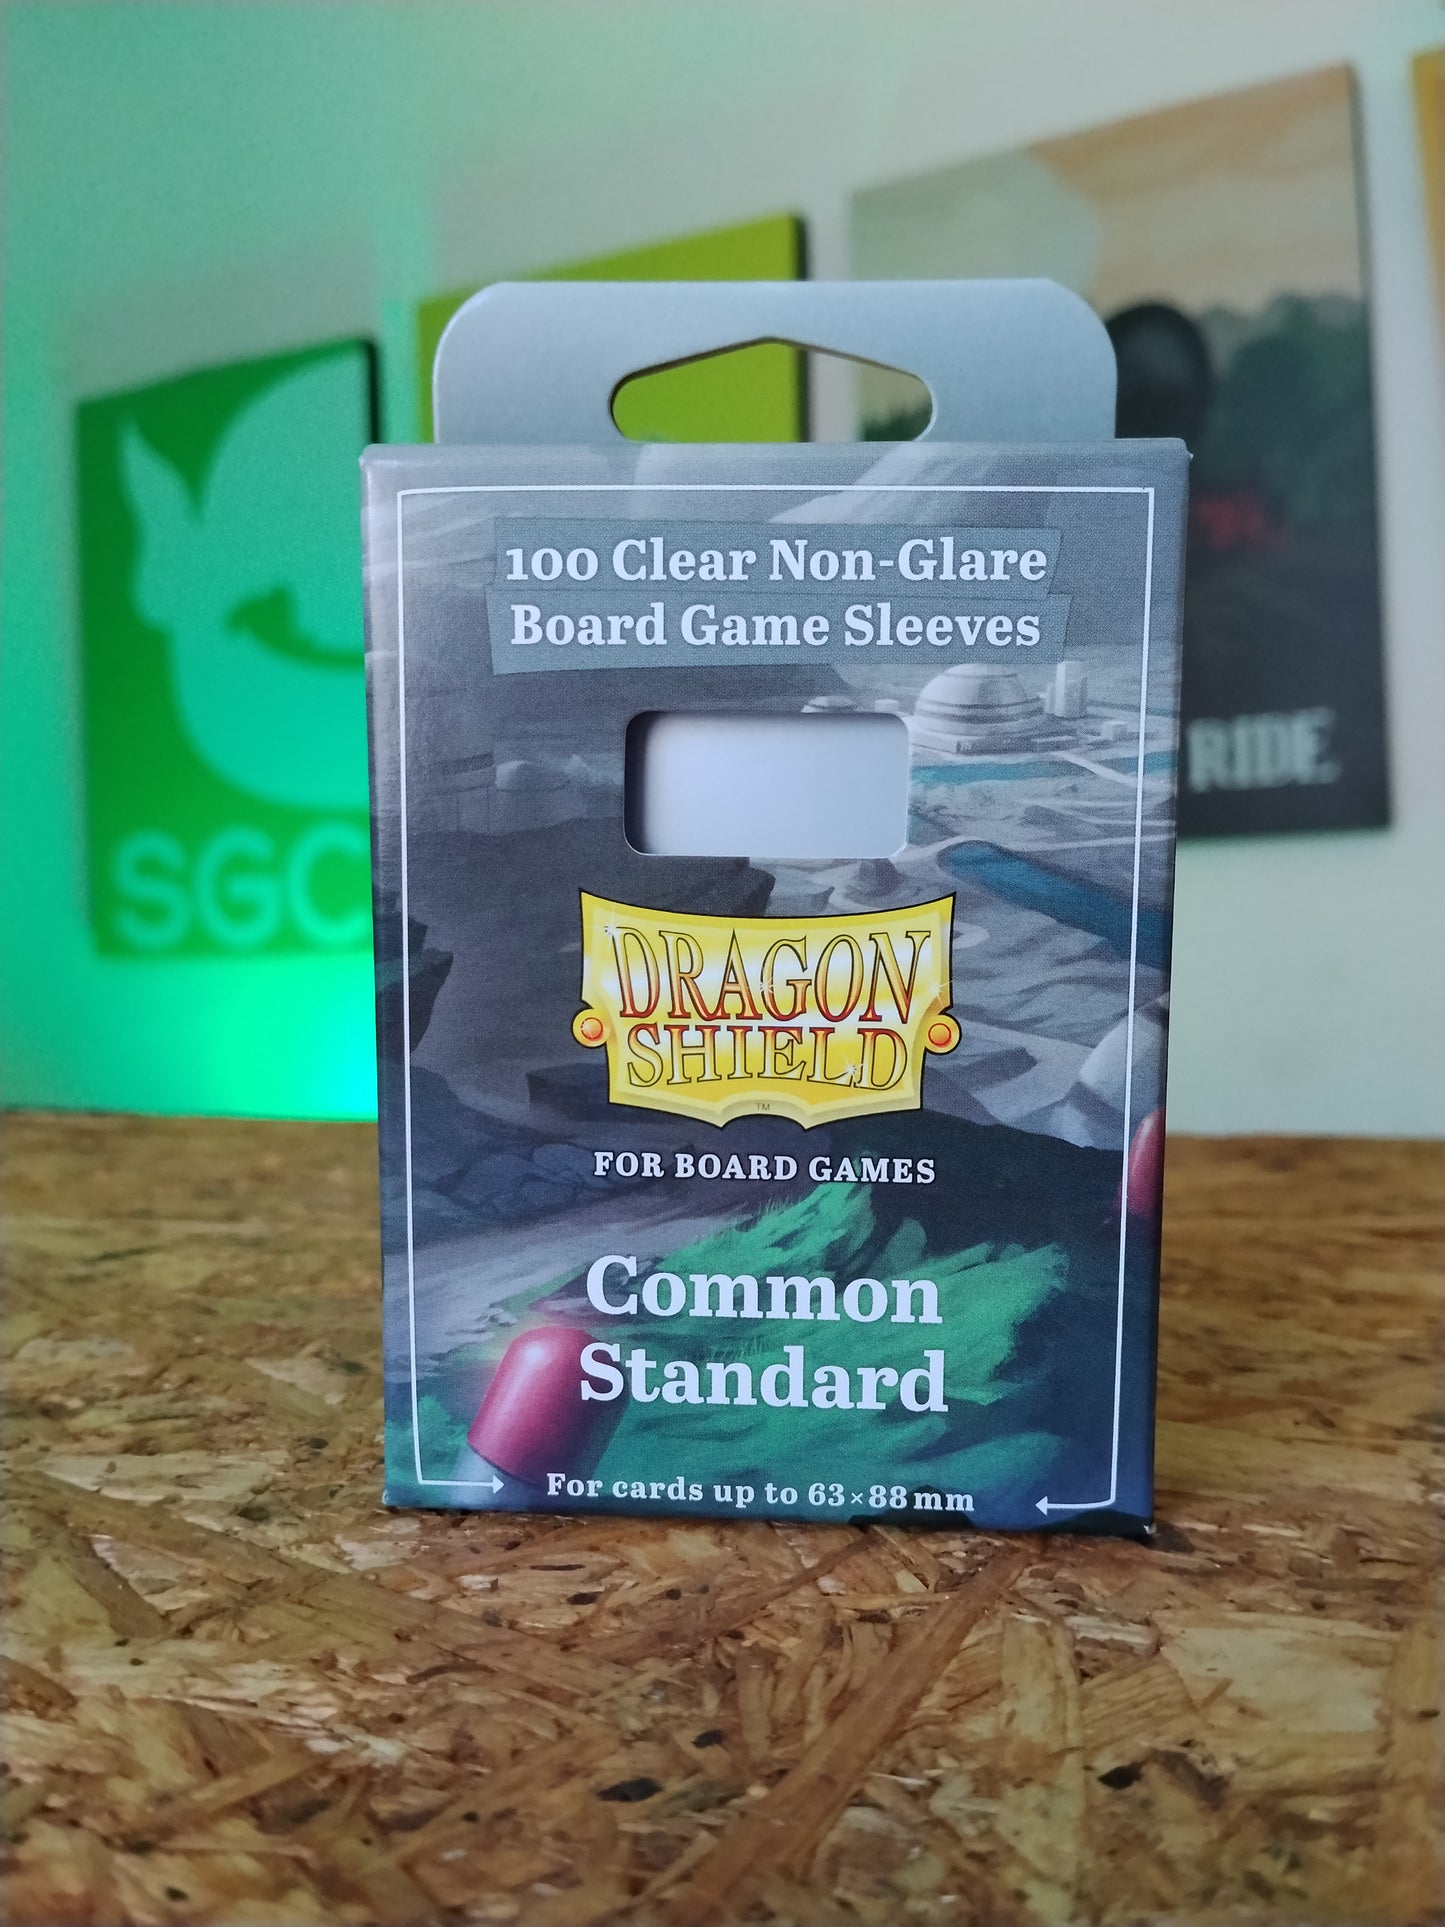 100 Clear Non-Glare
Board Game Sleeves
DRAGON
SHIELD
TM
FOR BOARD GAMES
Common
Standard
For cards up to 63×88mm
SGC
RIDE.